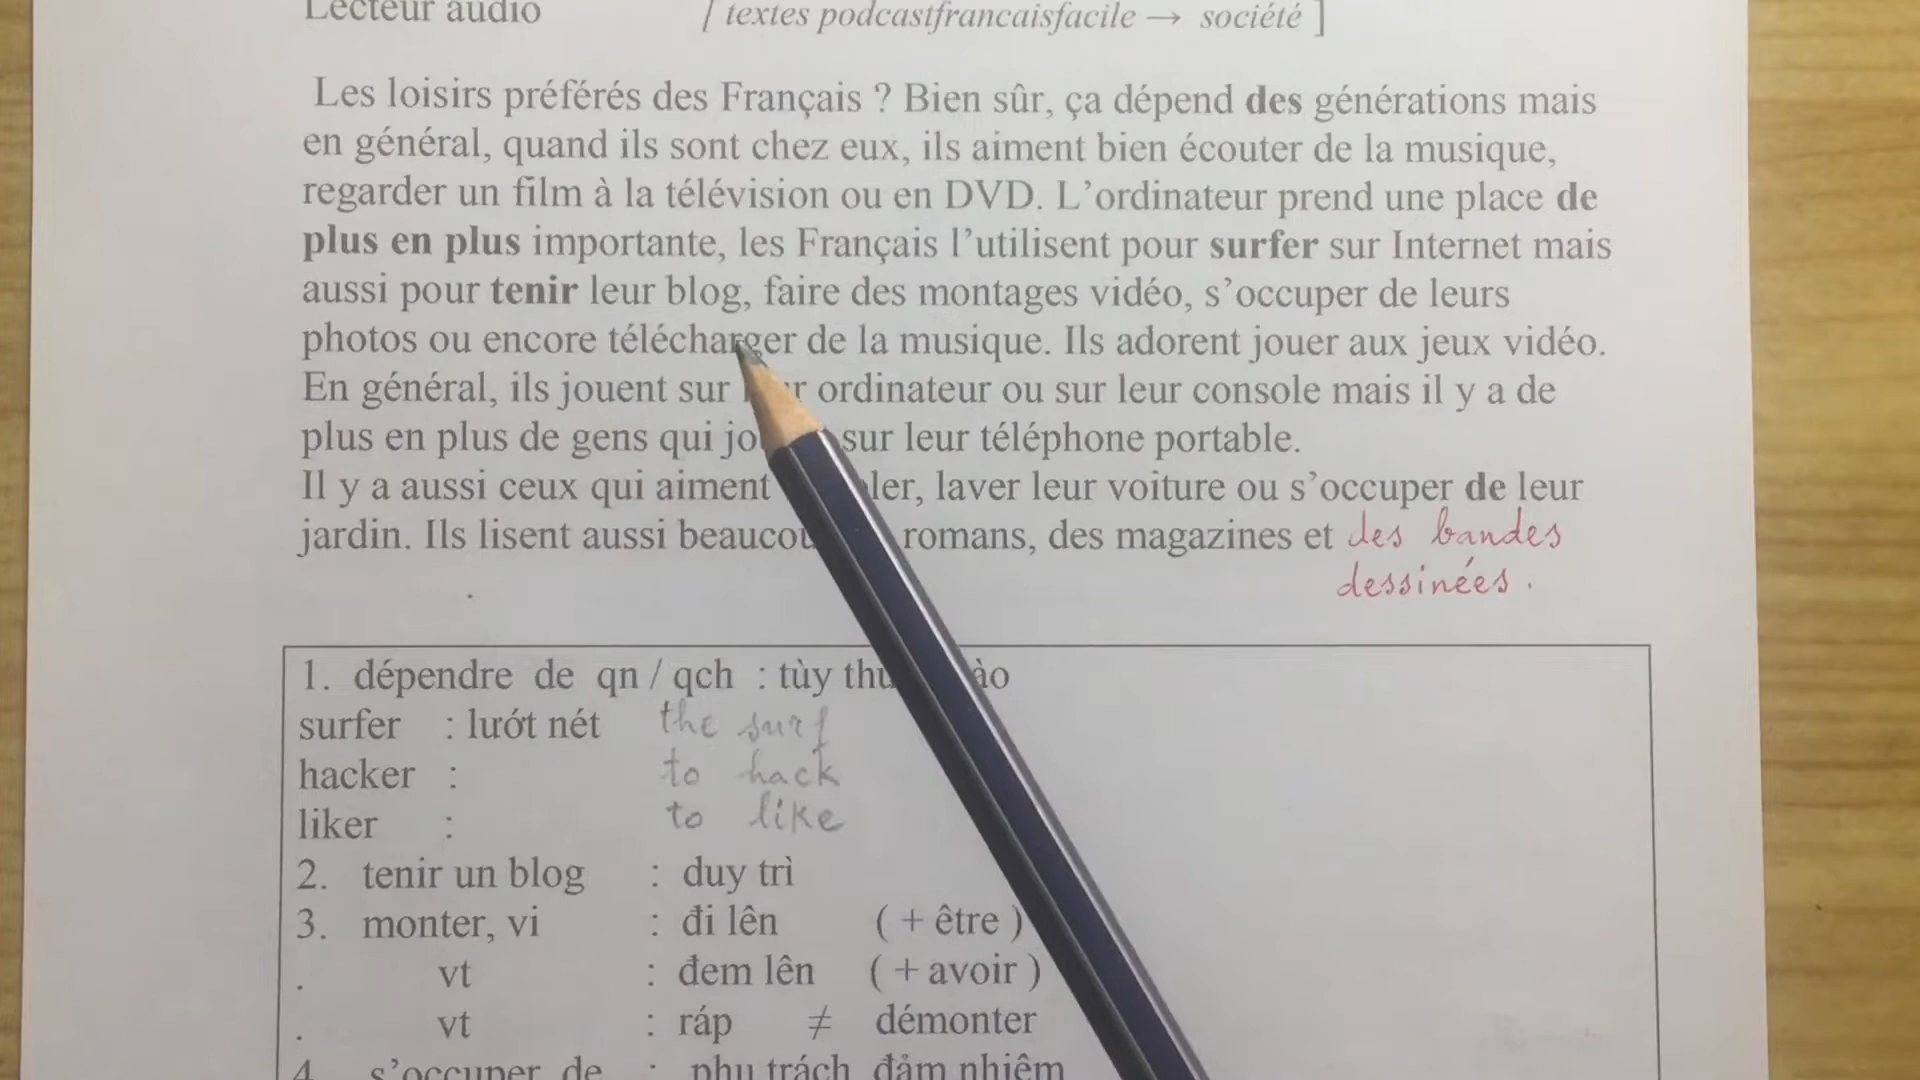 Lecteur audio [ textes podcastfrancaisfacile → société ]
Les loisirs préférés des Français ? Bien sûr, ça dépend des générations mais
en général, quand ils sont chez eux, ils aiment bien écouter de la musique,
regarder un film à la télévision ou en DVD. L’ordinateur prend une place de
plus en plus importante, les Français l’utilisent pour surfer sur Internet mais
aussi pour tenir leur blog, faire des montages vidéo, s’occuper de leurs
photos ou encore télécharger de la musique. Ils adorent jouer aux jeux vidéo.
En général, ils jouent sur ordinateur ou sur leur console mais il y a de
plus en plus de gens qui sur leur téléphone portable.
Il y a aussi ceux qui aiment laver leur voiture ou s’occuper de leur
jardin. Ils lisent aussi romans, des magazines et des bandes
dessinées.
1. dépendre de qn / qch : tùy
surfer : lướt nét the surf
hacker : to hack
liker : to like
2. tenir un blog : duy trì
3. monter, vi : đi lên ( + être )
. vt : đem lên ( + avoir )
. vt : ráp ≠ démonter
4. s’occuper de : phụ trách đảm nhiệm